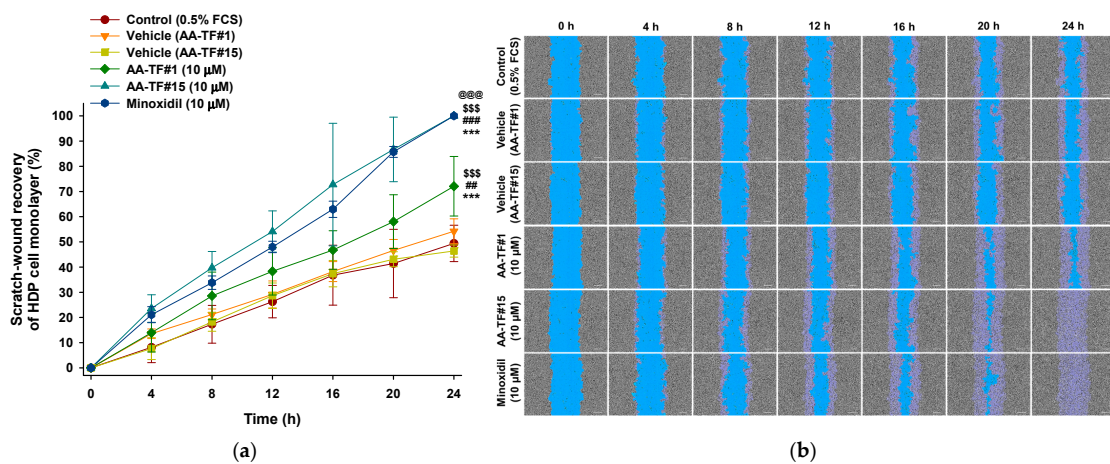 Control (0.5% FCS)
Vehicle (AA-TF#1)
Vehicle (AA-TF#15)
AA-TF#1 (10 µM)
AA-TF#15 (10 µM)
Minoxidil (10 µM)
Scratch-wound recovery
of HDP cell monolayer (%)
100
90
80
70
60
50
40
30
20
10
0
@@@
$$$
###
***
$$$
##
***
0
4
8
12
16
20
24
Time (h)
(a)
0 h
4 h
8 h
12 h
16 h
20 h
24 h
Control
(0.5% FCS)
Vehicle
(AA-TF#1)
Vehicle
(AA-TF#15)
AA-TF#1
(10 µM)
AA-TF#15
(10 µM)
Minoxidil
(10 µM)
(b)